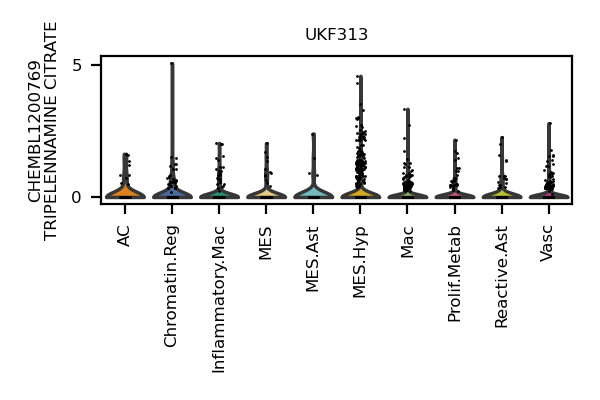 UKF313
CHEMBL1200769
TRIPELENNAMINE CITRATE
5
0
AC
Chromatin.Reg
Inflammatory.Mac
MES
MES.Ast
MES.Hyp
Mac
Prolif.Metab
Reactive.Ast
Vasc